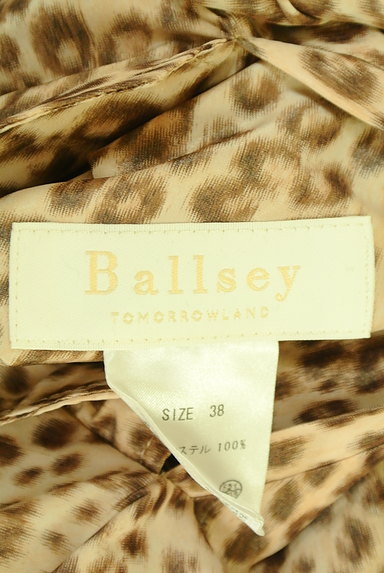 Ballsey
TOMORROWLAND
SIZE 38
ステル 100%